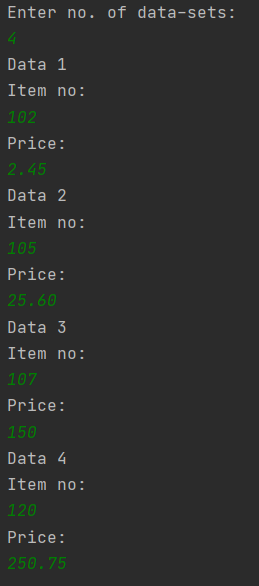 Enter no. of data-sets:
4
Data 1
Item no:
102
Price:
2.45
Data 2
Item no:
105
Price:
25.60
Data 3
Item no:
107
Price:
150
Data 4
Item no:
120
Price:
250.75